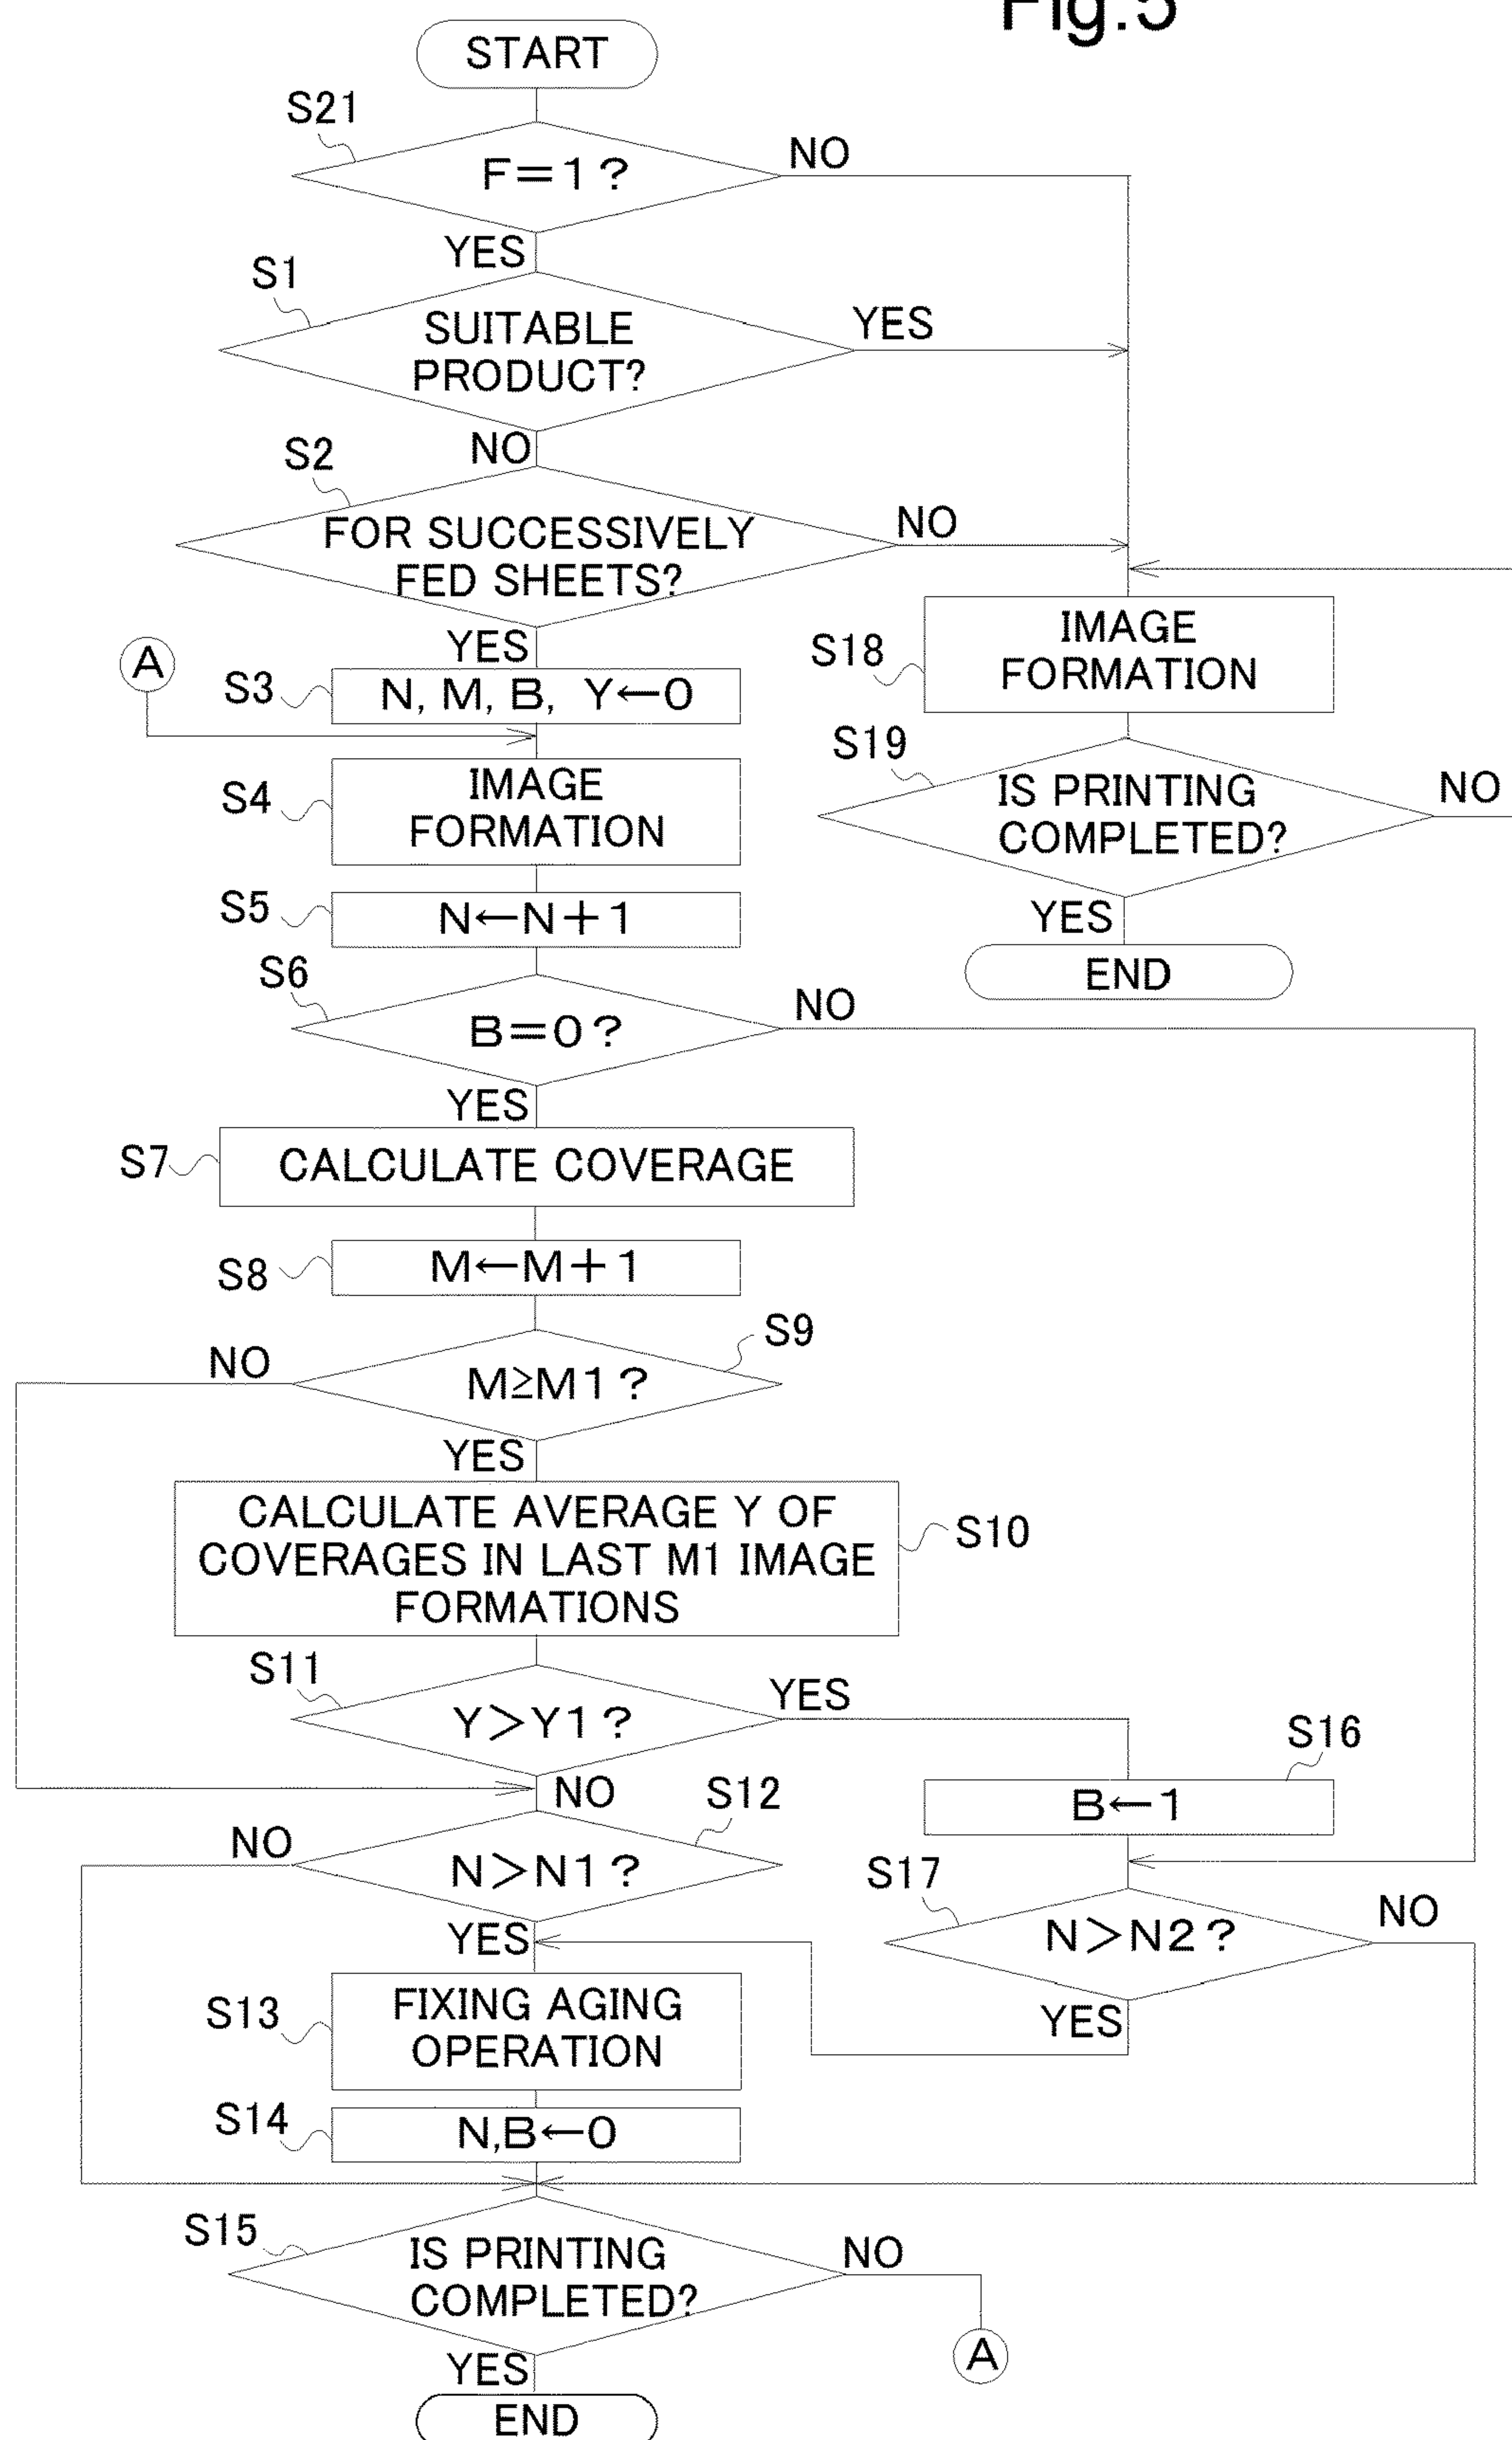 Fig.5
START
S21
F=1?
NO
YES
S1
SUITABLE
PRODUCT?
YES
NO
S2
FOR SUCCESSIVELY
FED SHEETS?
NO
YES
A
S3
N, M, B, Y←0
S4
IMAGE
FORMATION
S5
N←N+1
S18
IMAGE
FORMATION
S19
IS PRINTING
COMPLETED?
NO
YES
END
S6
B=0?
NO
YES
S7
CALCULATE COVERAGE
S8
M←M+1
S9
M≧M1?
NO
YES
CALCULATE AVERAGE Y OF
COVERAGES IN LAST M1 IMAGE
FORMATIONS
S10
S11
Y>Y1?
YES
NO
S16
B←1
S12
N>N1?
NO
YES
S17
N>N2?
NO
YES
S13
FIXING AGING
OPERATION
S14
N,B←0
S15
IS PRINTING
COMPLETED?
NO
A
YES
END